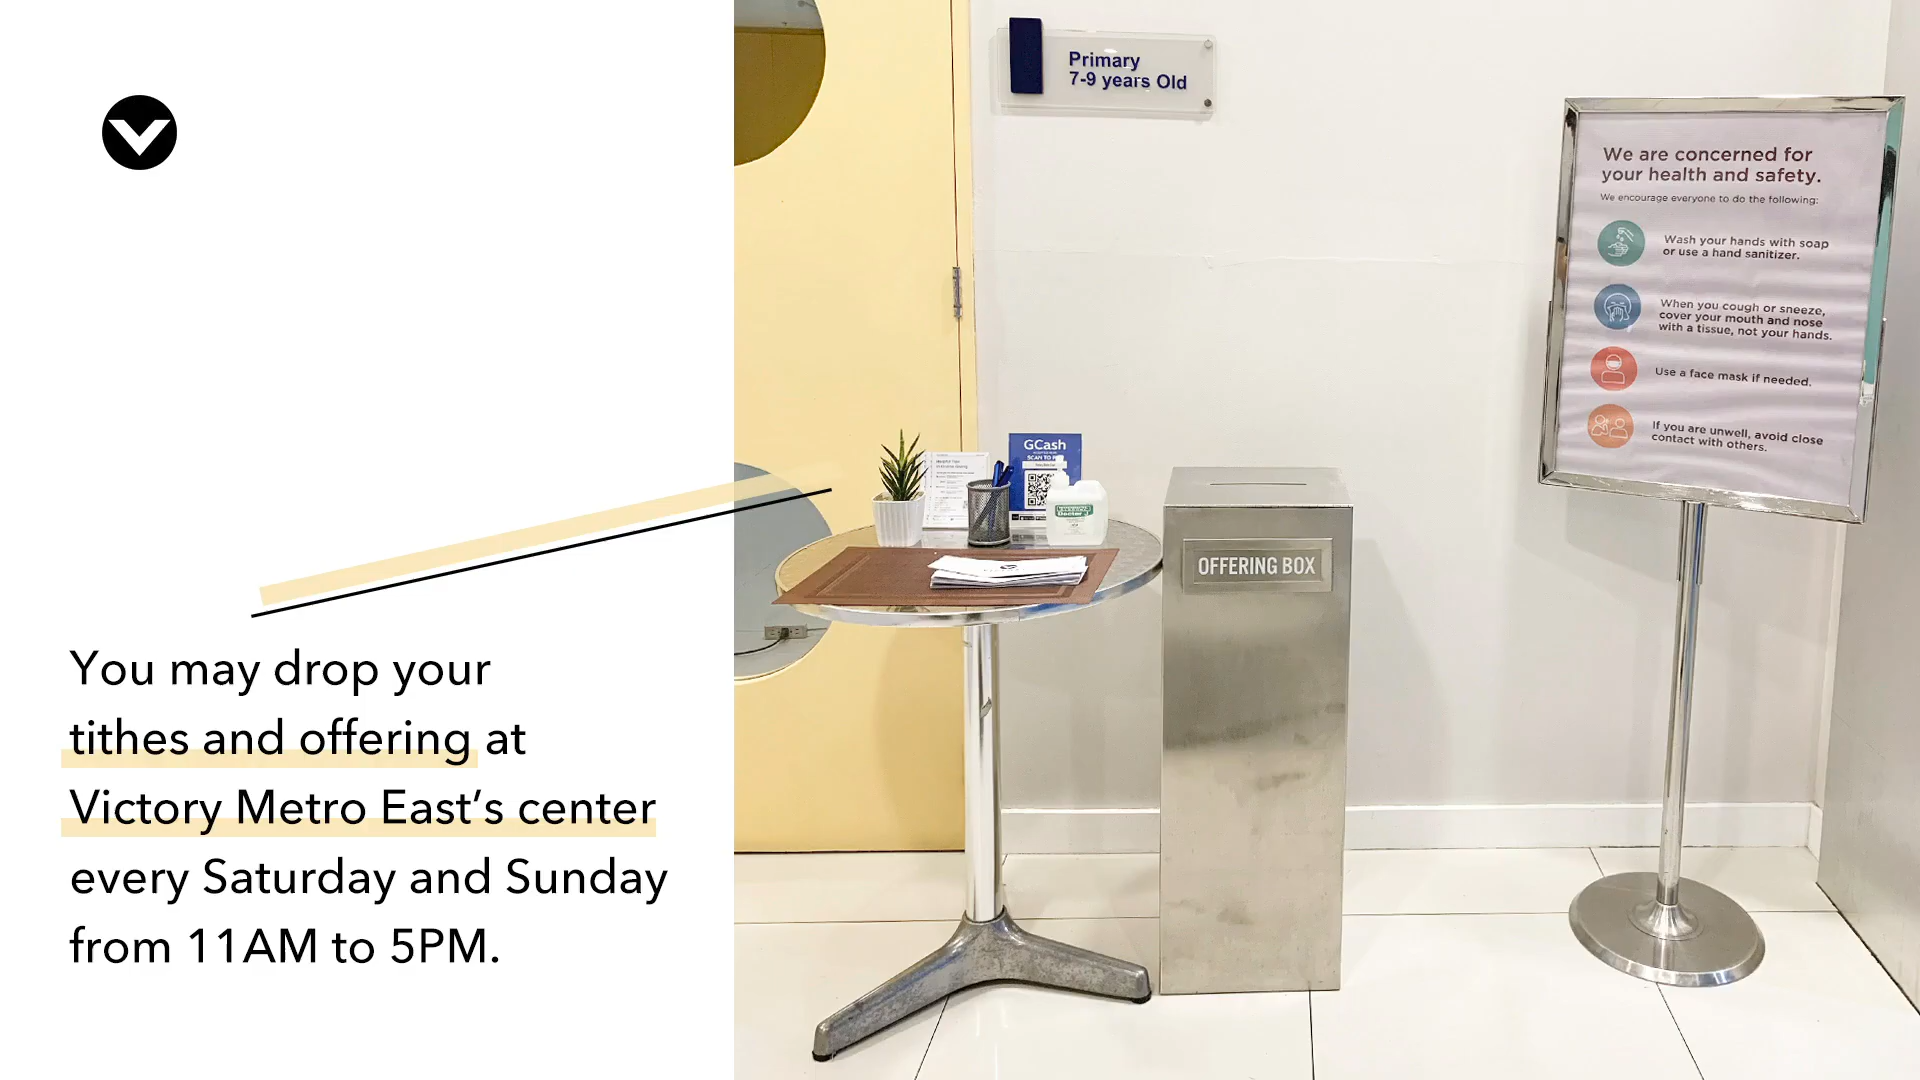 You may drop your
tithes and offering at
Victory Metro East’s center
every Saturday and Sunday
from 11AM to 5PM.
Primary
7-9 years Old
We are concerned for
your health and safety.
We encourage everyone to do the following:
Wash your hands with soap
or use a hand sanitizer.
When you cough or sneeze,
cover your mouth and nose
with a tissue, not your hands.
Use a face mask if needed.
If you are unwell, avoid close
contact with others.
GCash
SCAN TO
OFFERING BOX